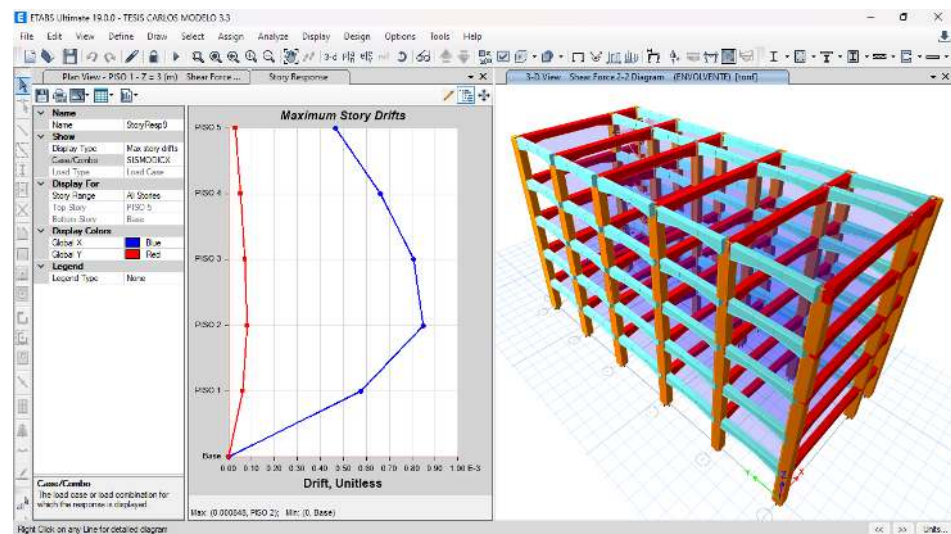 ETABS Ultimate 19.0.0 - TESIS CARLOS MODELO 3.3
File Edit View Define Draw Select Assign Analyze Display Design Options Tools Help
3-d
Plan View - PISO 1 - Z = 3 (m) Shear Force ...
Story Response
3-D View Shear Force 2-2 Diagram (ENVOLVENTE) [tonf]
Name
Name StoryResp9
Show
Display Type Max story drifts
Case/Combo SISMODICX
Load Type Load Case
Display For
Story Range All Stories
Top Story PISO 5
Bottom Story Base
Display Colors
Global X Blue
Global Y Red
Legend
Legend Type None
Case/Combo
The load case or load combination for
which the response is displayed
Maximum Story Drifts
PISO 5
PISO 4
PISO 3
PISO 2
PISO 1
Base
0.00 0.10 0.20 0.30 0.40 0.50 0.60 0.70 0.80 0.90 1.00 E-3
Drift, Unitless
Max: (0.000848, PISO 2); Min: (0, Base)
Y
X
Right Click on any Line for detailed diagram
<< >> Units...